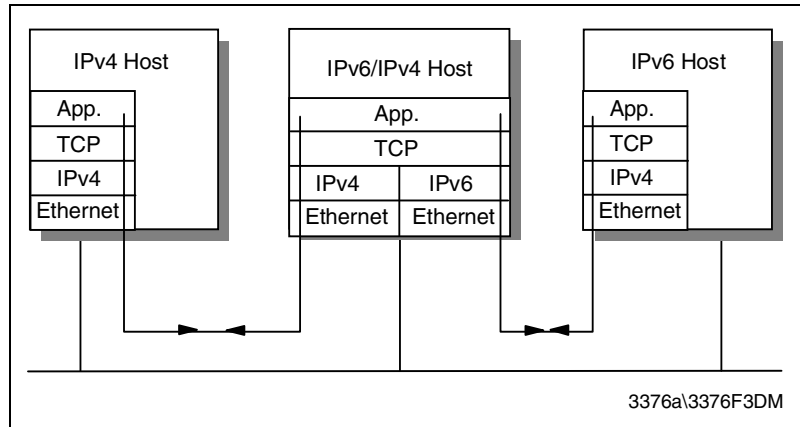 IPv4 Host
App.
TCP
IPv4
Ethernet
IPv6/IPv4 Host
App.
TCP
IPv4 IPv6
Ethernet Ethernet
IPv6 Host
App.
TCP
IPv4
Ethernet
3376a\3376F3DM